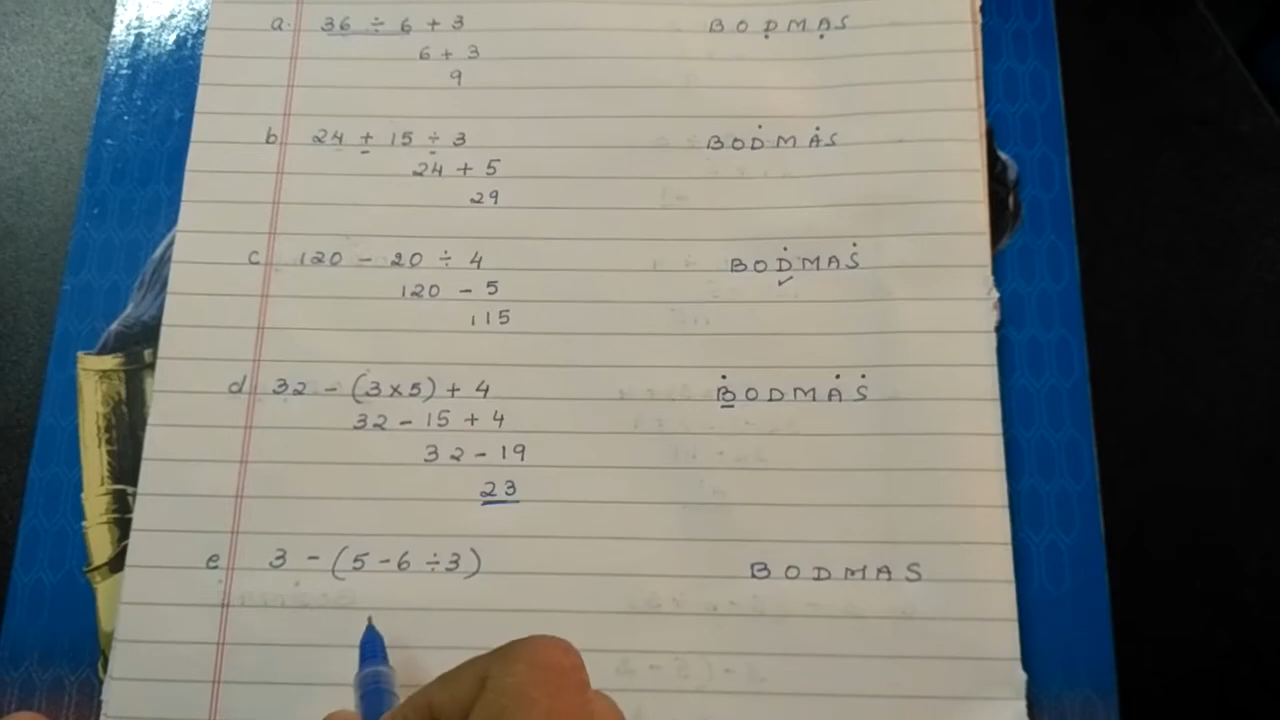 a. 36 ÷ 6 + 3 BODMAS
6 + 3
9
b 24 + 15 ÷ 3 BODMAS
24 + 5
29
c 120 - 20 ÷ 4 BODMAS
120 - 5
115
d 32 - (3×5) + 4 BODMAS
32 - 15 + 4
32 - 19
23
e 3 - (5 - 6 ÷ 3) BODMAS